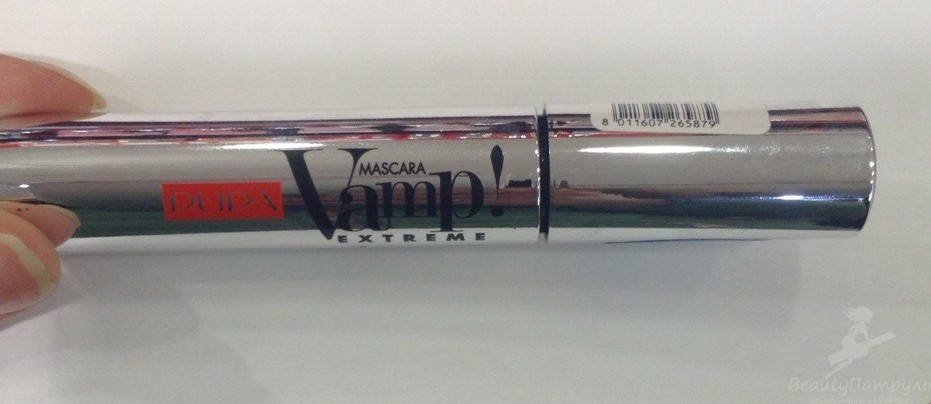 8 011607 265879
PUPA
MASCARA
Vamp!
EXTREME
BeautyПатруль